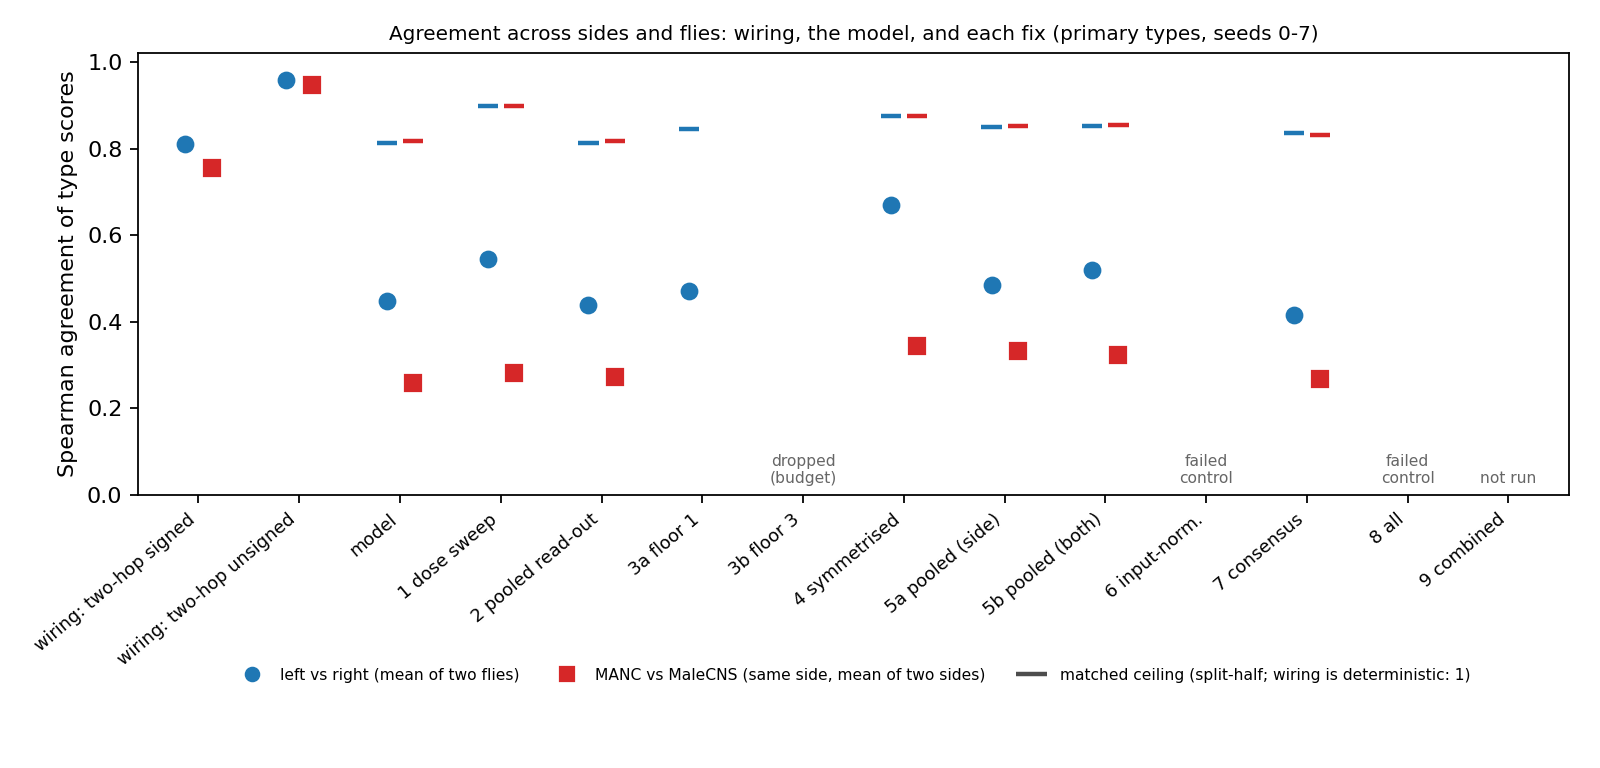 Agreement across sides and flies: wiring, the model, and each fix (primary types, seeds 0-7)
Spearman agreement of type scores
1.0
0.8
0.6
0.4
0.2
0.0
dropped
(budget)
failed
control
failed
control
not run
wiring: two-hop signed
wiring: two-hop unsigned
model
1 dose sweep
2 pooled read-out
3a floor 1
3b floor 3
4 symmetrised
5a pooled (side)
5b pooled (both)
6 input-norm.
7 consensus
8 all
9 combined
left vs right (mean of two flies)
MANC vs MaleCNS (same side, mean of two sides)
matched ceiling (split-half; wiring is deterministic: 1)